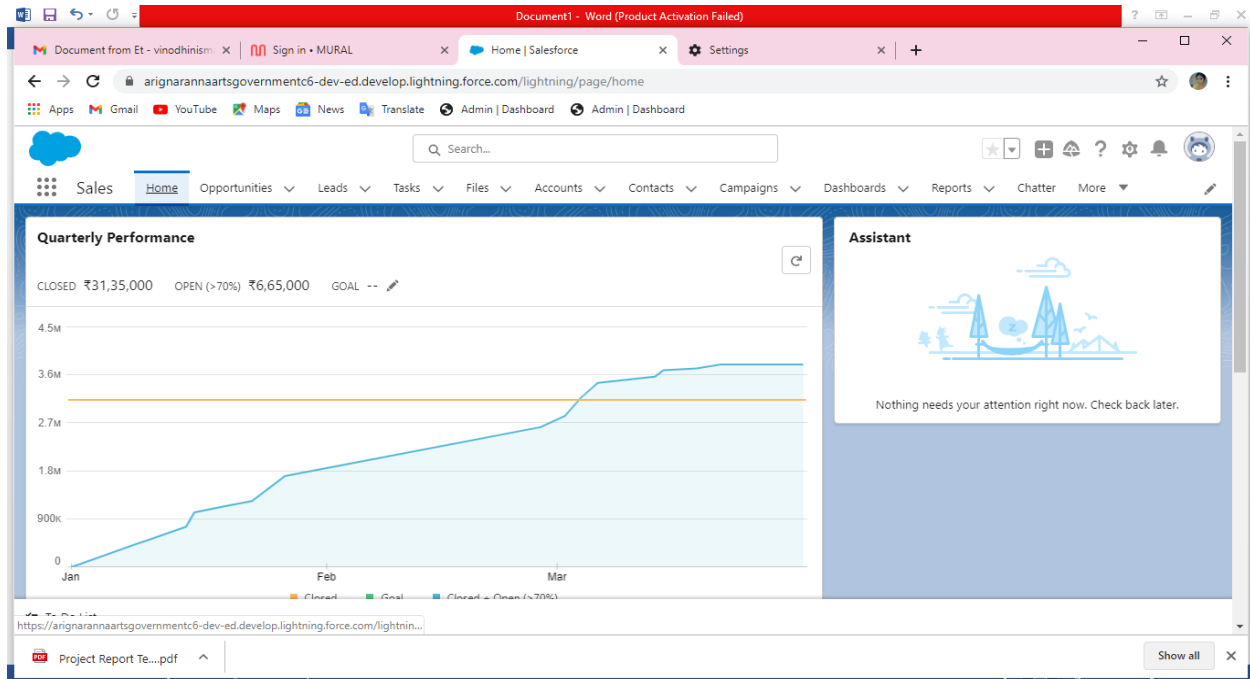 Document1 - Word (Product Activation Failed)
Document from Et - vinodhinism
Sign in • MURAL
Home | Salesforce
Settings
arignarannaartsgovernmentc6-dev-ed.develop.lightning.force.com/lightning/page/home
Apps Gmail YouTube Maps News Translate Admin | Dashboard Admin | Dashboard
Search...
Sales Home Opportunities Leads Tasks Files Accounts Contacts Campaigns Dashboards Reports Chatter More
Quarterly Performance
CLOSED ₹31,35,000 OPEN (>70%) ₹6,65,000 GOAL --
4.5M
3.6M
2.7M
1.8M
900K
0
Jan Feb Mar
Closed Goal Closed + Open (>70%)
Assistant
z
Nothing needs your attention right now. Check back later.
To Do List
https://arignarannaartsgovernmentc6-dev-ed.develop.lightning.force.com/lightnin...
PDF Project Report Te....pdf
Show all